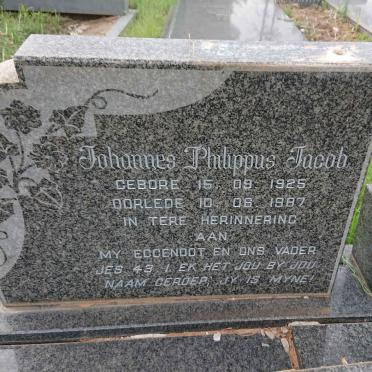 Johannes Philippus Jacob
GEBORE 15. 09. 1925
OORLEDE 10. 06. 1987
IN TERE HERINNERING
AAN
MY EGGENOOT EN ONS VADER
JES 43 1. EK HET JOU BY JOU
NAAM GEROEP, JY IS MYNE!